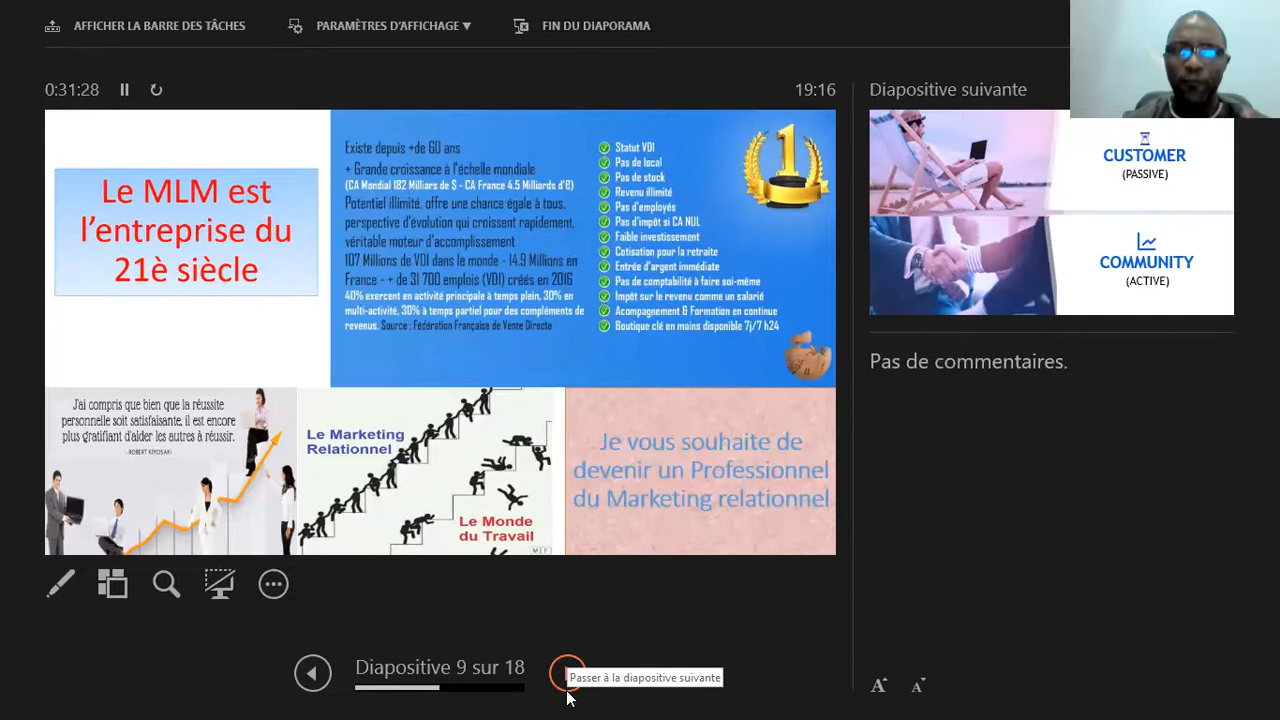 AFFICHER LA BARRE DES TÂCHES
PARAMÈTRES D'AFFICHAGE ▼
FIN DU DIAPORAMA
0:31:28
19:16
Le MLM est
l'entreprise du
21è siècle
Existe depuis +de 60 ans
+ Grande croissance à l'échelle mondiale
(CA Mondial 182 Milliars de $ - CA France 4.5 Milliards d'€)
Potentiel illimité, offre une chance égale à tous,
perspective d'évolution qui croissent rapidement,
véritable moteur d'accomplissement
107 Millions de VDI dans le monde - 14.9 Millions en
France - + de 31 700 emplois (VDI) créés en 2016
40% exercent en activité principale à temps plein, 30% en
multi-activité, 30% à temps partiel pour des compléments de
revenus. Source : Fédération Française de Vente Directe
Statut VDI
Pas de local
Pas de stuck
Revenu illimité
Pas d'employés
Pas d'impôt si CA NUL
Faible investissement
Cotisation pour la retraite
Entrée d'argent immédiate
Pas de comptabilité à faire soi-même
Impôt sur le revenu comme un salarié
Acompagnement & Formation en continue
Boutique clé en mains disponible 7j/7 h24
1
J'ai compris que bien que la réussite
personnelle soit satisfaisante, il est encore
plus gratifiant d'aider les autres à réussir.
- ROBERT KIYOSAKI
Le Marketing
Relationnel
Le Monde
du Travail
Je vous souhaite de
devenir un Professionnel
du Marketing relationnel
Diapositive suivante
CUSTOMER
(PASSIVE)
COMMUNITY
(ACTIVE)
Pas de commentaires.
Diapositive 9 sur 18
Passer à la diapositive suivante
A A